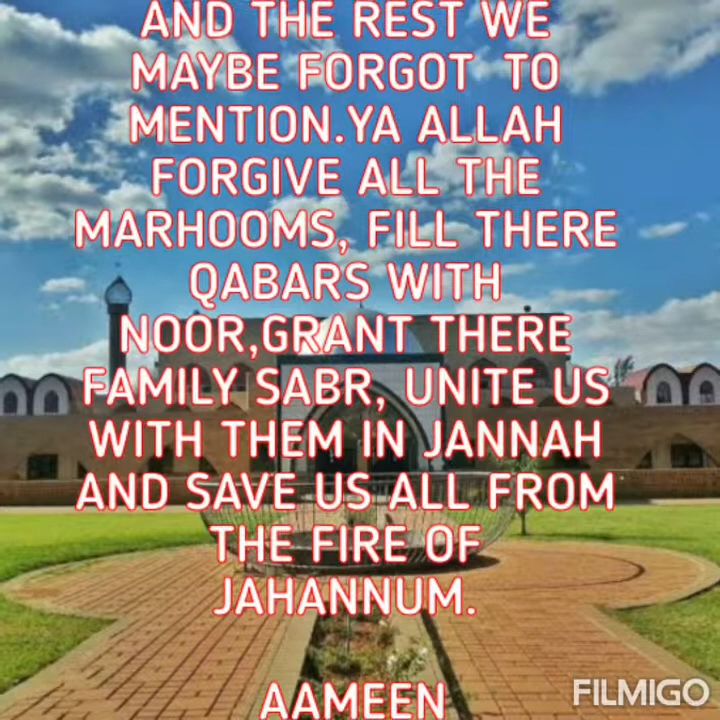 AND THE REST WE
MAYBE FORGOT TO
MENTION.YA ALLAH
FORGIVE ALL THE
MARHOOMS, FILL THERE
QABARS WITH
NOOR,GRANT THERE
FAMILY SABR, UNITE US
WITH THEM IN JANNAH
AND SAVE US ALL FROM
THE FIRE OF
JAHANNUM.
AAMEEN
FILMIGO